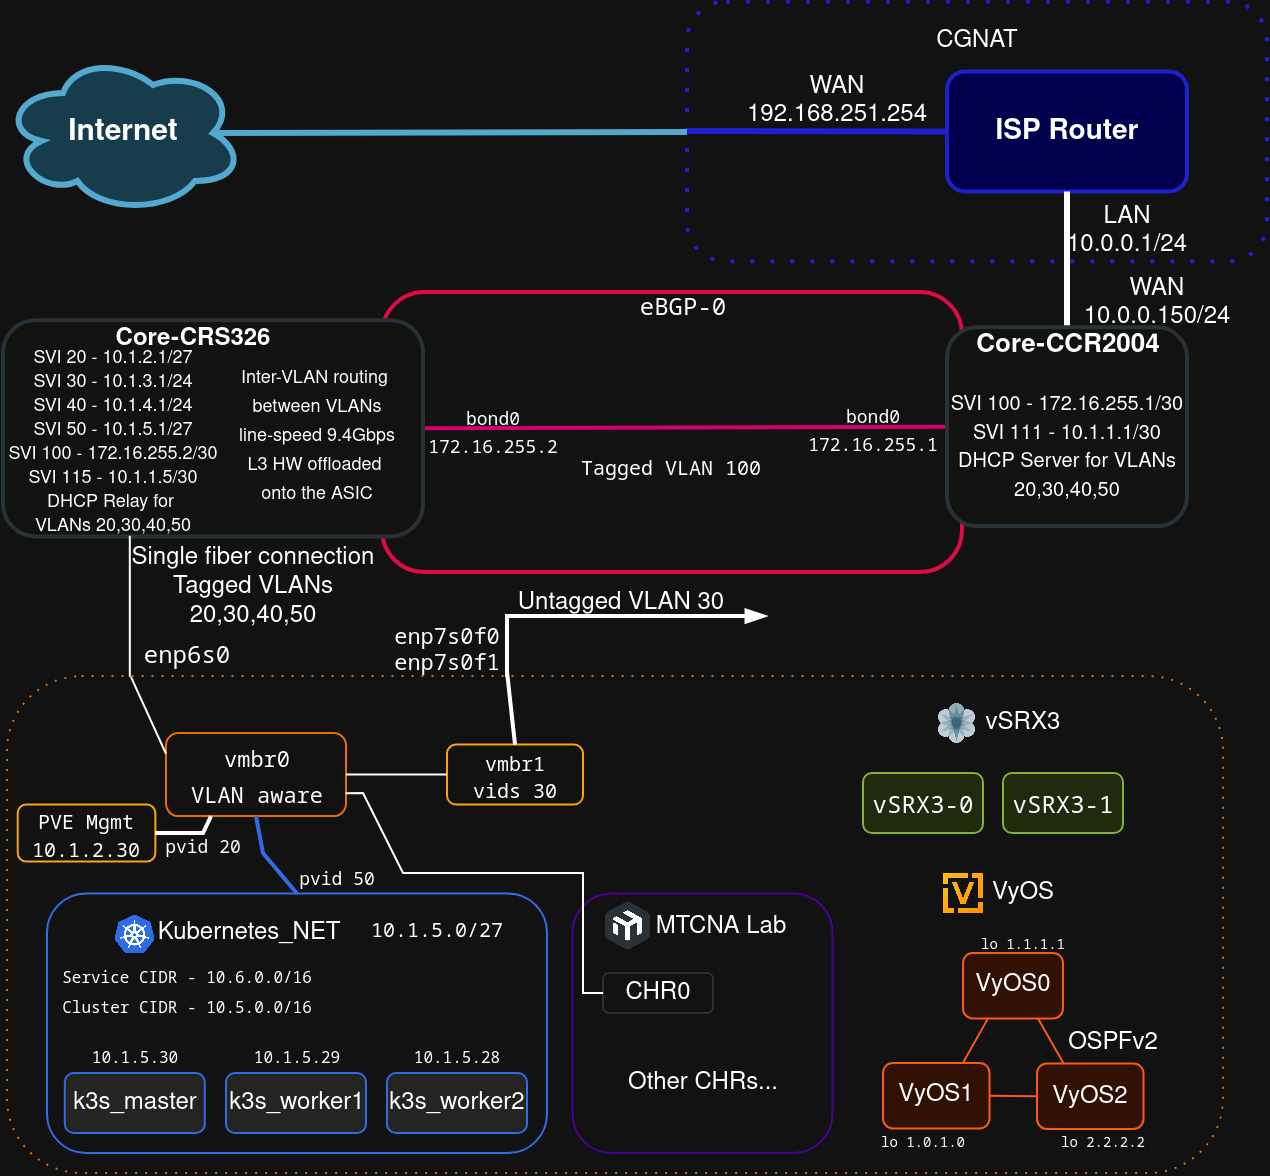 CGNAT
WAN
192.168.251.254
Internet
ISP Router
LAN
10.0.0.1/24
WAN
10.0.0.150/24
eBGP-0
Core-CRS326
SVI 20 - 10.1.2.1/27
SVI 30 - 10.1.3.1/24
SVI 40 - 10.1.4.1/24
SVI 50 - 10.1.5.1/27
SVI 100 - 172.16.255.2/30
SVI 115 - 10.1.1.5/30
DHCP Relay for
VLANs 20,30,40,50
Inter-VLAN routing
between VLANs
line-speed 9.4Gbps
L3 HW offloaded
onto the ASIC
bond0
172.16.255.2
Tagged VLAN 100
bond0
172.16.255.1
Core-CCR2004
SVI 100 - 172.16.255.1/30
SVI 111 - 10.1.1.1/30
DHCP Server for VLANs
20,30,40,50
Single fiber connection
Tagged VLANs
20,30,40,50
enp6s0
Untagged VLAN 30
enp7s0f0
enp7s0f1
vmbr0
VLAN aware
vmbr1
vids 30
PVE Mgmt
10.1.2.30
pvid 20
pvid 50
vSRX3
vSRX3-0
vSRX3-1
Kubernetes_NET
10.1.5.0/27
Service CIDR - 10.6.0.0/16
Cluster CIDR - 10.5.0.0/16
10.1.5.30
10.1.5.29
10.1.5.28
k3s_master
k3s_worker1
k3s_worker2
MTCNA Lab
CHR0
Other CHRs...
VyOS
lo 1.1.1.1
VyOS0
OSPFv2
VyOS1
VyOS2
lo 1.0.1.0
lo 2.2.2.2